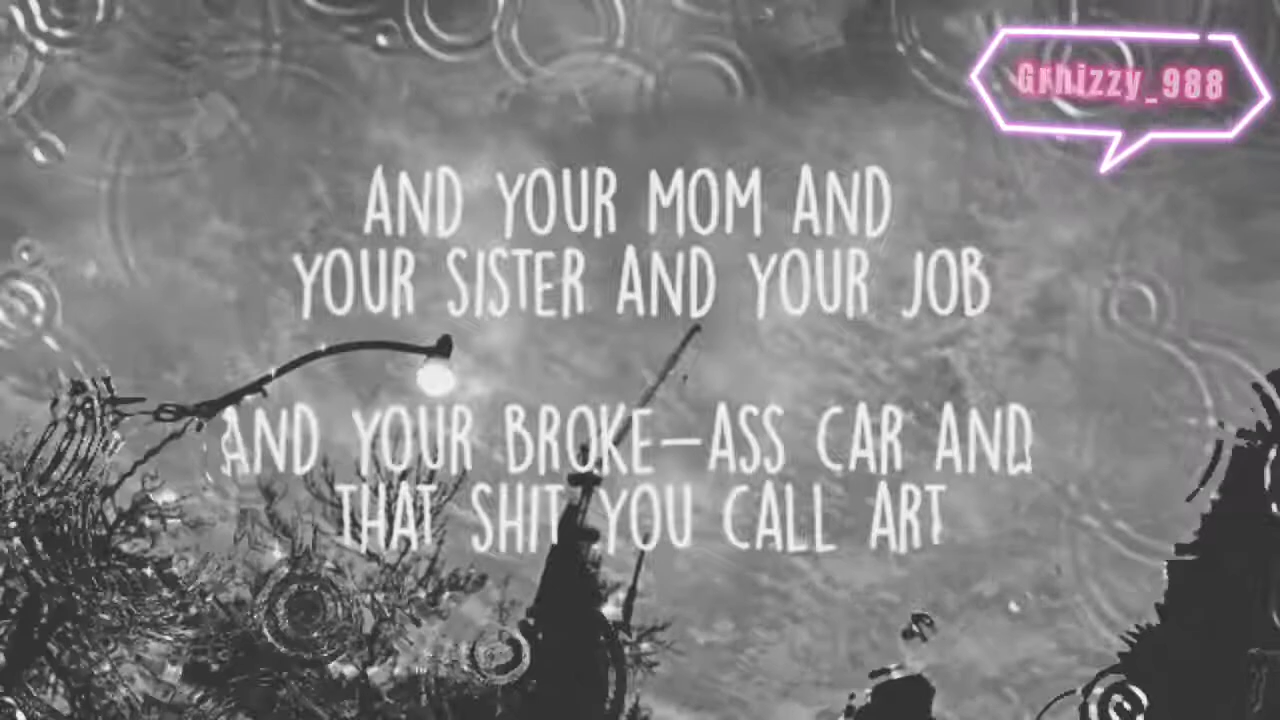 Grhizzy_988
AND YOUR MOM AND
YOUR SISTER AND YOUR JOB
AND YOUR BROKE-ASS CAR AND
THAT SHIT YOU CALL ART